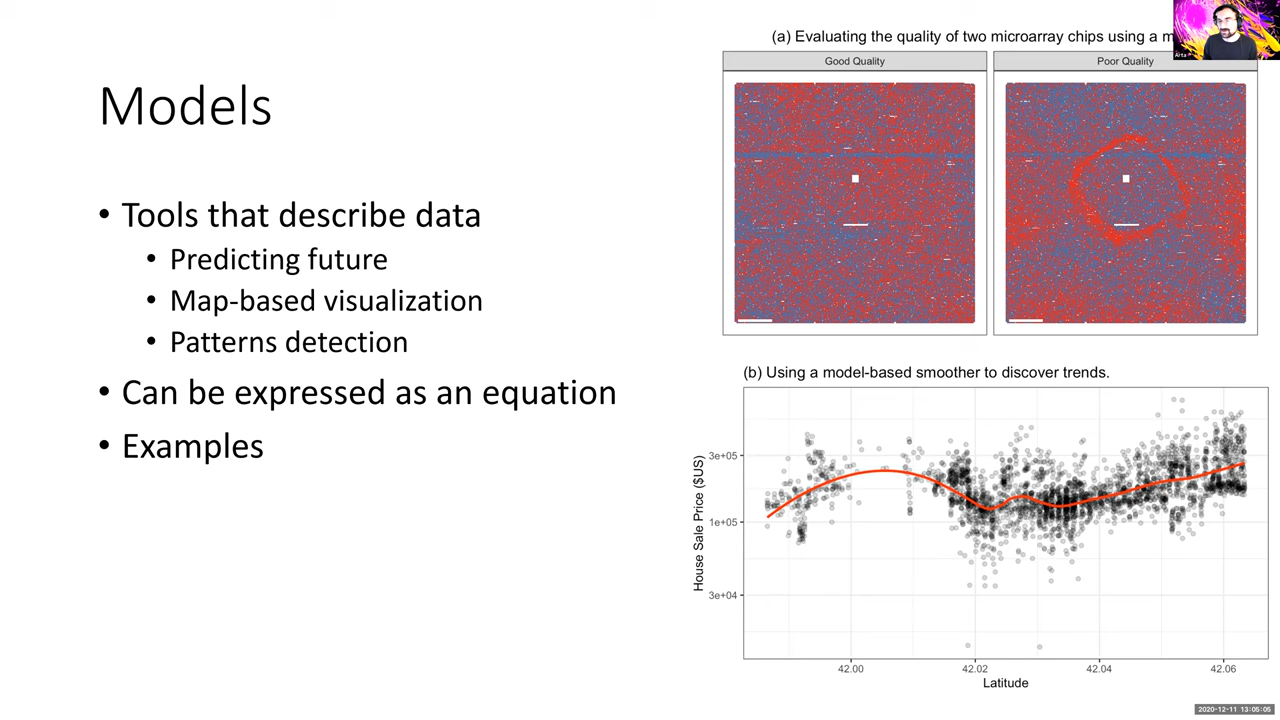 Models
• Tools that describe data
• Predicting future
• Map-based visualization
• Patterns detection
• Can be expressed as an equation
• Examples
(a) Evaluating the quality of two microarray chips using a m
Good Quality
Poor Quality
(b) Using a model-based smoother to discover trends.
House Sale Price ($US)
3e+05
1e+05
3e+04
42.00
42.02
42.04
42.06
Latitude
2020-12-11 13:05:05